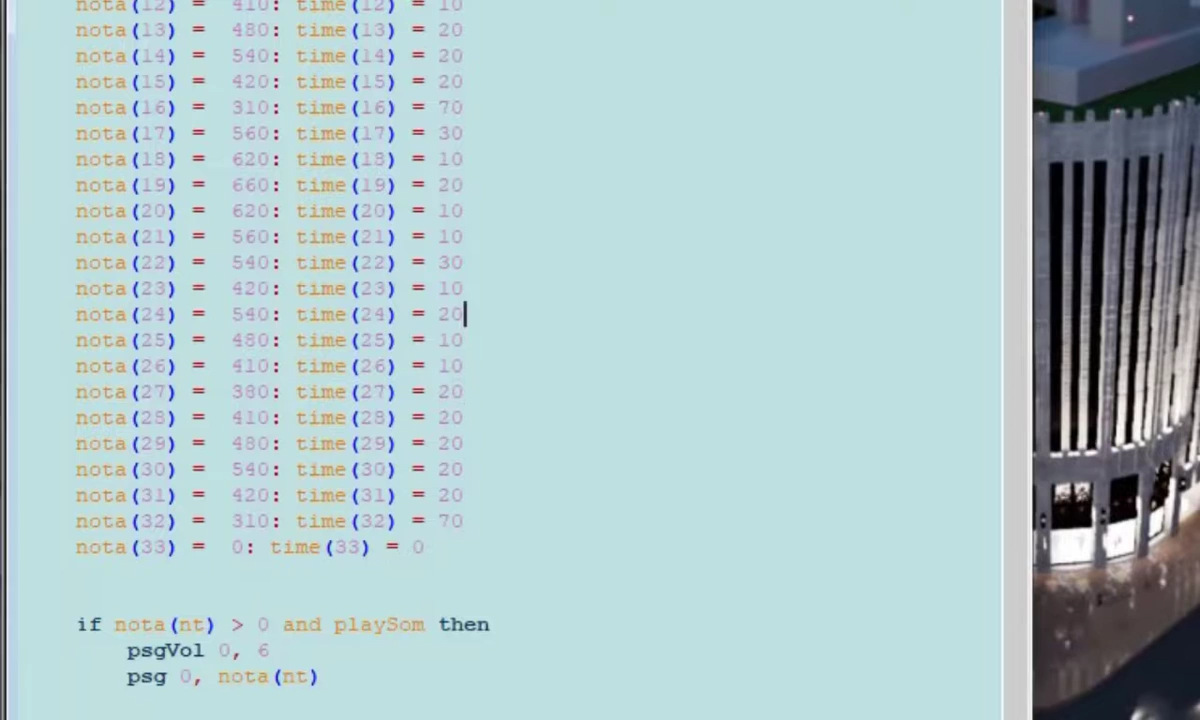 nota(12) =  410: time(12) = 10
nota(13) =  480: time(13) = 20
nota(14) =  540: time(14) = 20
nota(15) =  420: time(15) = 20
nota(16) =  310: time(16) = 70
nota(17) =  560: time(17) = 30
nota(18) =  620: time(18) = 10
nota(19) =  660: time(19) = 20
nota(20) =  620: time(20) = 10
nota(21) =  560: time(21) = 10
nota(22) =  540: time(22) = 30
nota(23) =  420: time(23) = 10
nota(24) =  540: time(24) = 20
nota(25) =  480: time(25) = 10
nota(26) =  410: time(26) = 10
nota(27) =  380: time(27) = 20
nota(28) =  410: time(28) = 20
nota(29) =  480: time(29) = 20
nota(30) =  540: time(30) = 20
nota(31) =  420: time(31) = 20
nota(32) =  310: time(32) = 70
nota(33) =  0: time(33) = 0
if nota(nt) > 0 and playSom then
psgVol 0, 6
psg 0, nota(nt)